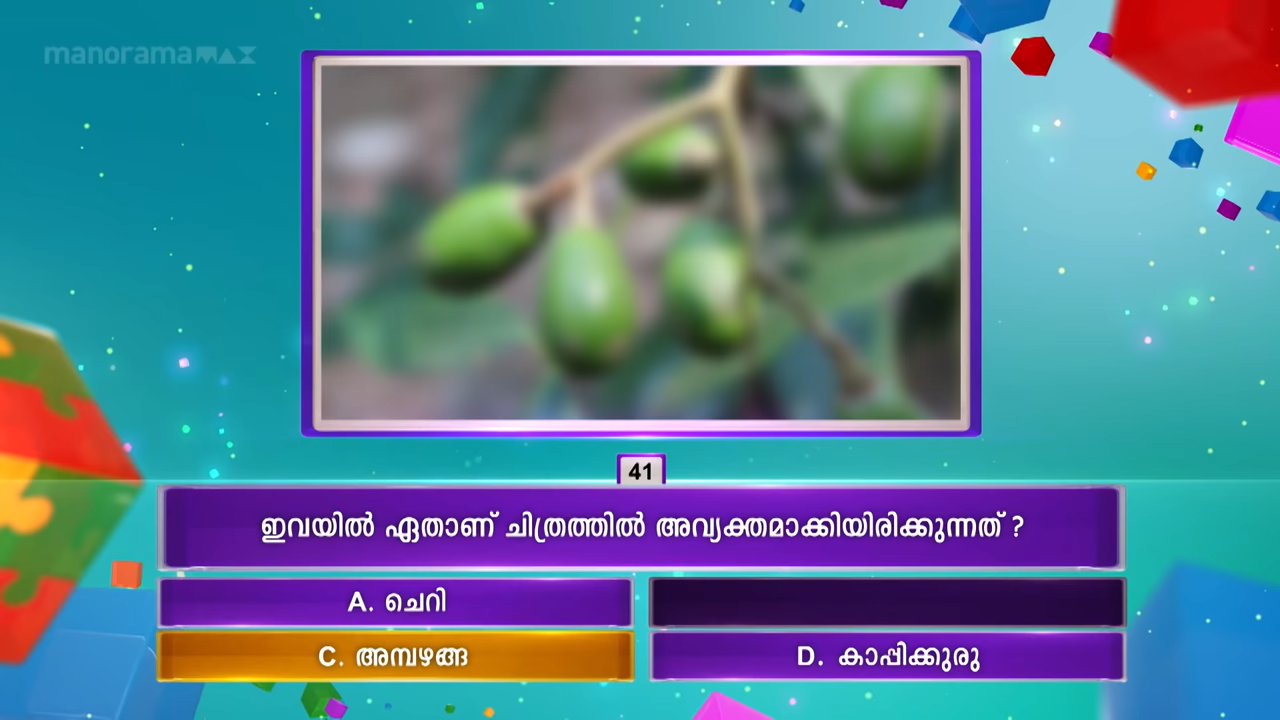 manoramaMAX
41
ഇവയിൽ ഏതാണ് ചിത്രത്തിൽ അവ്യക്തമാക്കിയിരിക്കുന്നത് ?
A. ചെറി
C. അമ്പഴങ്ങ
D. കാപ്പിക്കുരു